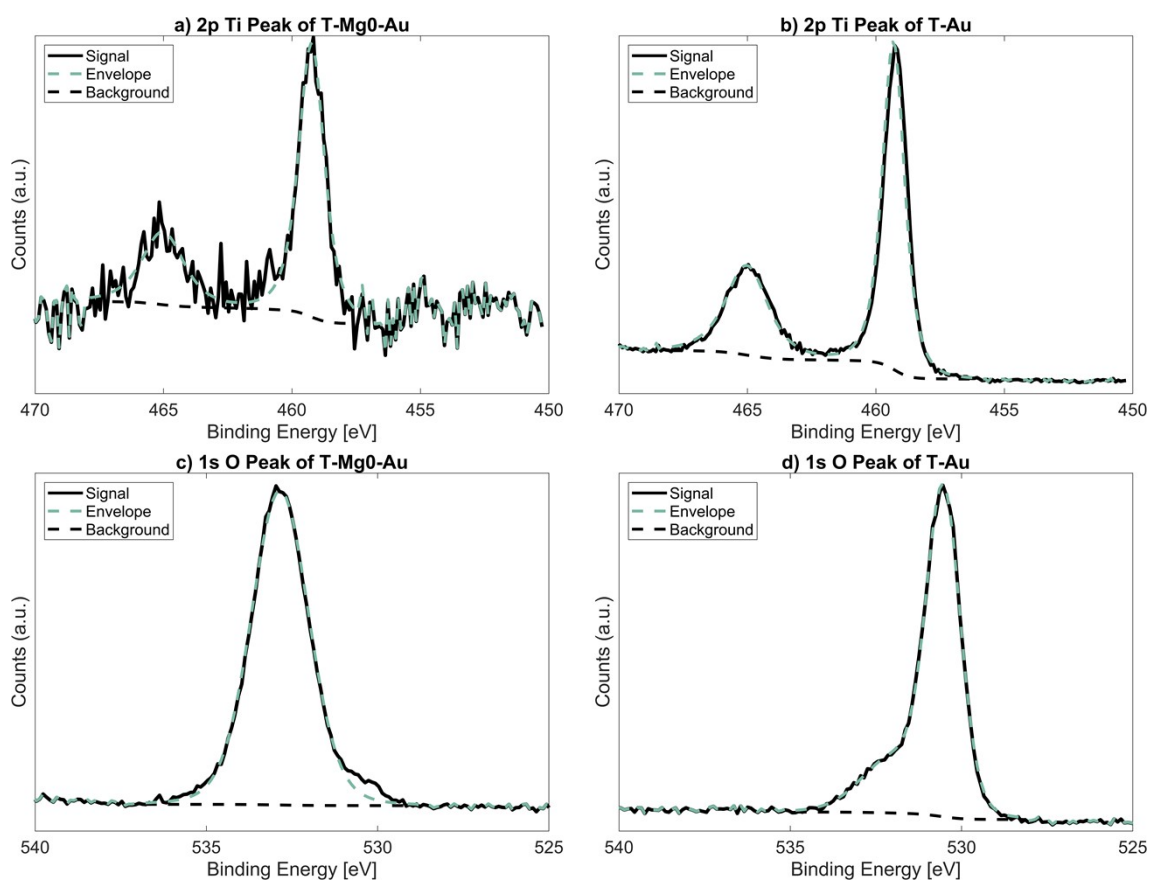 a) 2p Ti Peak of T-Mg0-Au
Signal
Envelope
Background
Counts (a.u.)
470 465 460 455 450
Binding Energy [eV]
b) 2p Ti Peak of T-Au
Signal
Envelope
Background
Counts (a.u.)
470 465 460 455 450
Binding Energy [eV]
c) 1s O Peak of T-Mg0-Au
Signal
Envelope
Background
Counts (a.u.)
540 535 530 525
Binding Energy [eV]
d) 1s O Peak of T-Au
Signal
Envelope
Background
Counts (a.u.)
540 535 530 525
Binding Energy [eV]